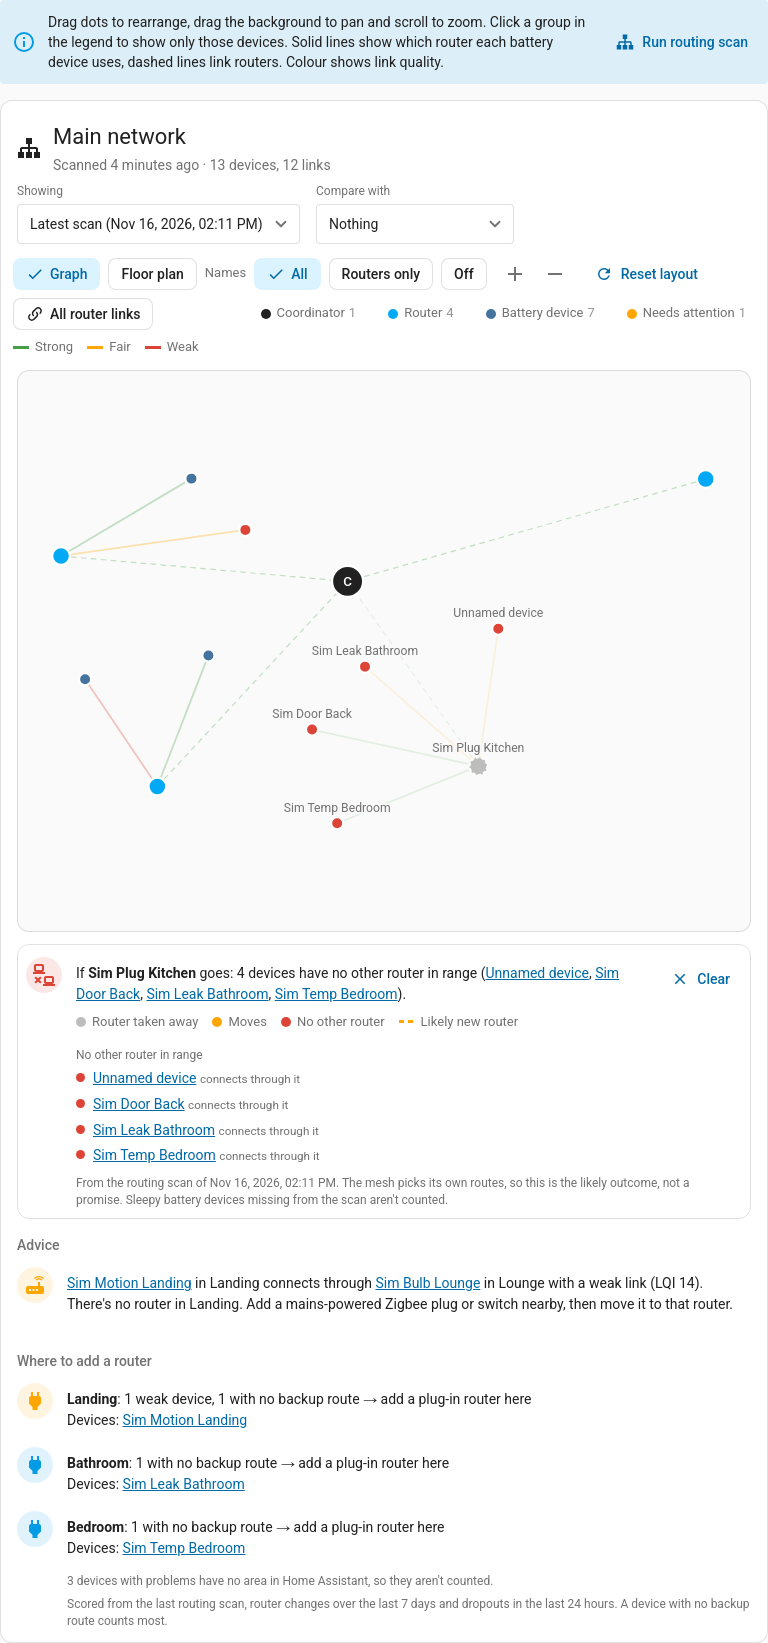 Drag dots to rearrange, drag the background to pan and scroll to zoom. Click a group in
the legend to show only those devices. Solid lines show which router each battery
device uses, dashed lines link routers. Colour shows link quality.
Run routing scan
Main network
Scanned 4 minutes ago · 13 devices, 12 links
Showing
Compare with
Latest scan (Nov 16, 2026, 02:11 PM)
Nothing
Graph
Floor plan
Names
All
Routers only
Off
Reset layout
All router links
Coordinator 1
Router 4
Battery device 7
Needs attention 1
Strong
Fair
Weak
C
Unnamed device
Sim Leak Bathroom
Sim Door Back
Sim Plug Kitchen
Sim Temp Bedroom
If Sim Plug Kitchen goes: 4 devices have no other router in range (Unnamed device, Sim
Door Back, Sim Leak Bathroom, Sim Temp Bedroom).
Clear
Router taken away
Moves
No other router
Likely new router
No other router in range
Unnamed device connects through it
Sim Door Back connects through it
Sim Leak Bathroom connects through it
Sim Temp Bedroom connects through it
From the routing scan of Nov 16, 2026, 02:11 PM. The mesh picks its own routes, so this is the likely outcome, not a
promise. Sleepy battery devices missing from the scan aren't counted.
Advice
Sim Motion Landing in Landing connects through Sim Bulb Lounge in Lounge with a weak link (LQI 14).
There's no router in Landing. Add a mains-powered Zigbee plug or switch nearby, then move it to that router.
Where to add a router
Landing: 1 weak device, 1 with no backup route → add a plug-in router here
Devices: Sim Motion Landing
Bathroom: 1 with no backup route → add a plug-in router here
Devices: Sim Leak Bathroom
Bedroom: 1 with no backup route → add a plug-in router here
Devices: Sim Temp Bedroom
3 devices with problems have no area in Home Assistant, so they aren't counted.
Scored from the last routing scan, router changes over the last 7 days and dropouts in the last 24 hours. A device with no backup
route counts most.